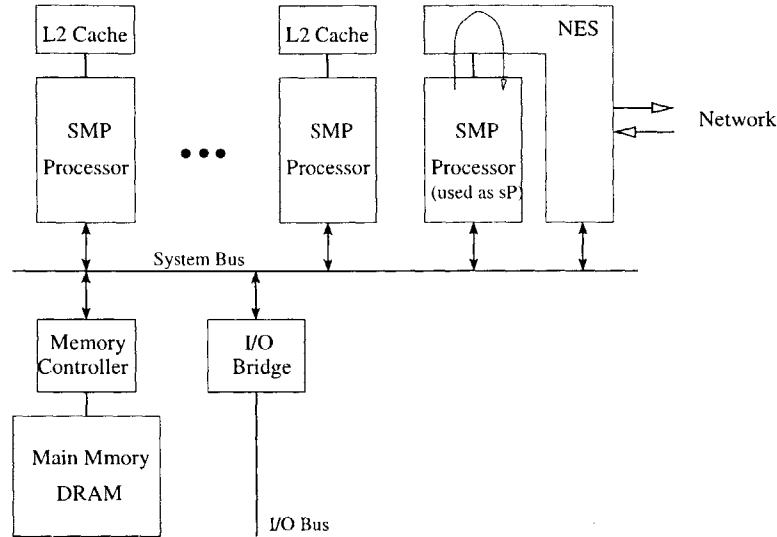 L2 Cache
L2 Cache
NES
SMP
Processor
SMP
Processor
SMP
Processor
(used as sP)
Network
System Bus
Memory
Controller
I/O
Bridge
Main Mmory
DRAM
I/O Bus